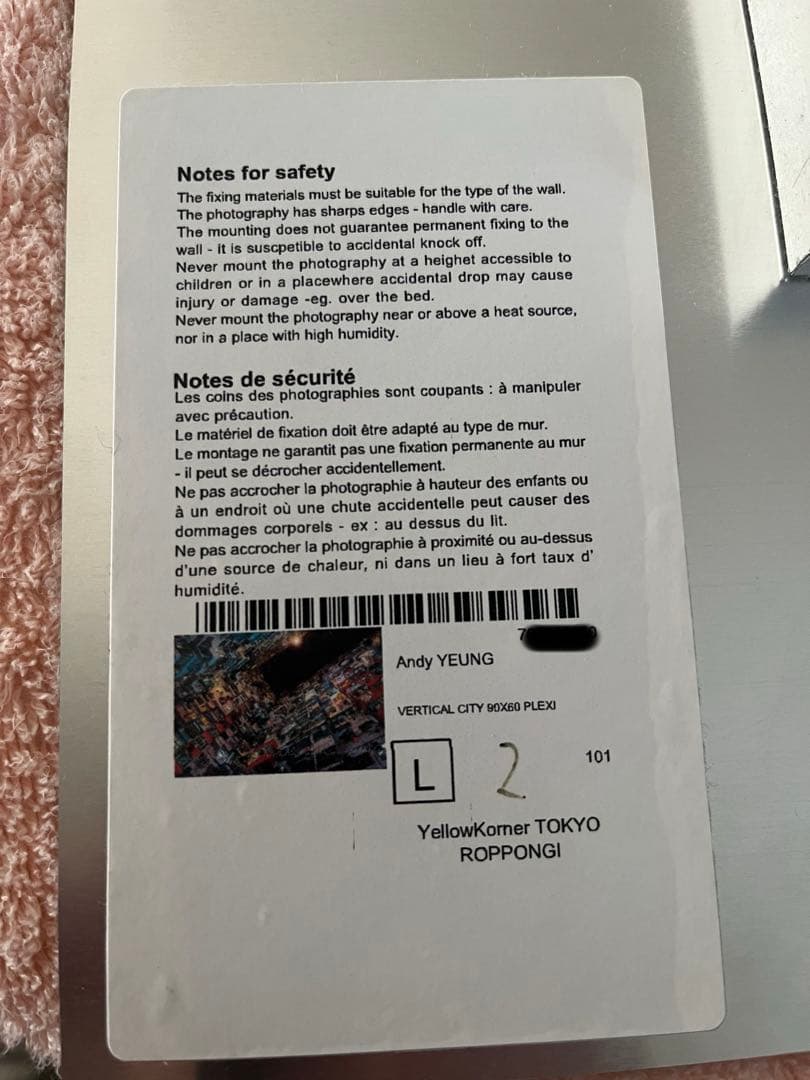 Notes for safety
The fixing materials must be suitable for the type of the wall.
The photography has sharps edges - handle with care.
The mounting does not guarantee permanent fixing to the
wall - it is suscpetible to accidental knock off.
Never mount the photography at a heighet accessible to
children or in a placewhere accidental drop may cause
injury or damage -eg. over the bed.
Never mount the photography near or above a heat source,
nor in a place with high humidity.
Notes de sécurité
Les coins des photographies sont coupants : à manipuler
avec précaution.
Le matériel de fixation doit être adapté au type de mur.
Le montage ne garantit pas une fixation permanente au mur
- il peut se décrocher accidentellement.
Ne pas accrocher la photographie à hauteur des enfants ou
à un endroit où une chute accidentelle peut causer des
dommages corporels - ex : au dessus du lit.
Ne pas accrocher la photographie à proximité ou au-dessus
d'une source de chaleur, ni dans un lieu à fort taux d'
humidité.
7
Andy YEUNG
VERTICAL CITY 90X60 PLEXI
L 2 101
YellowKorner TOKYO
ROPPONGI